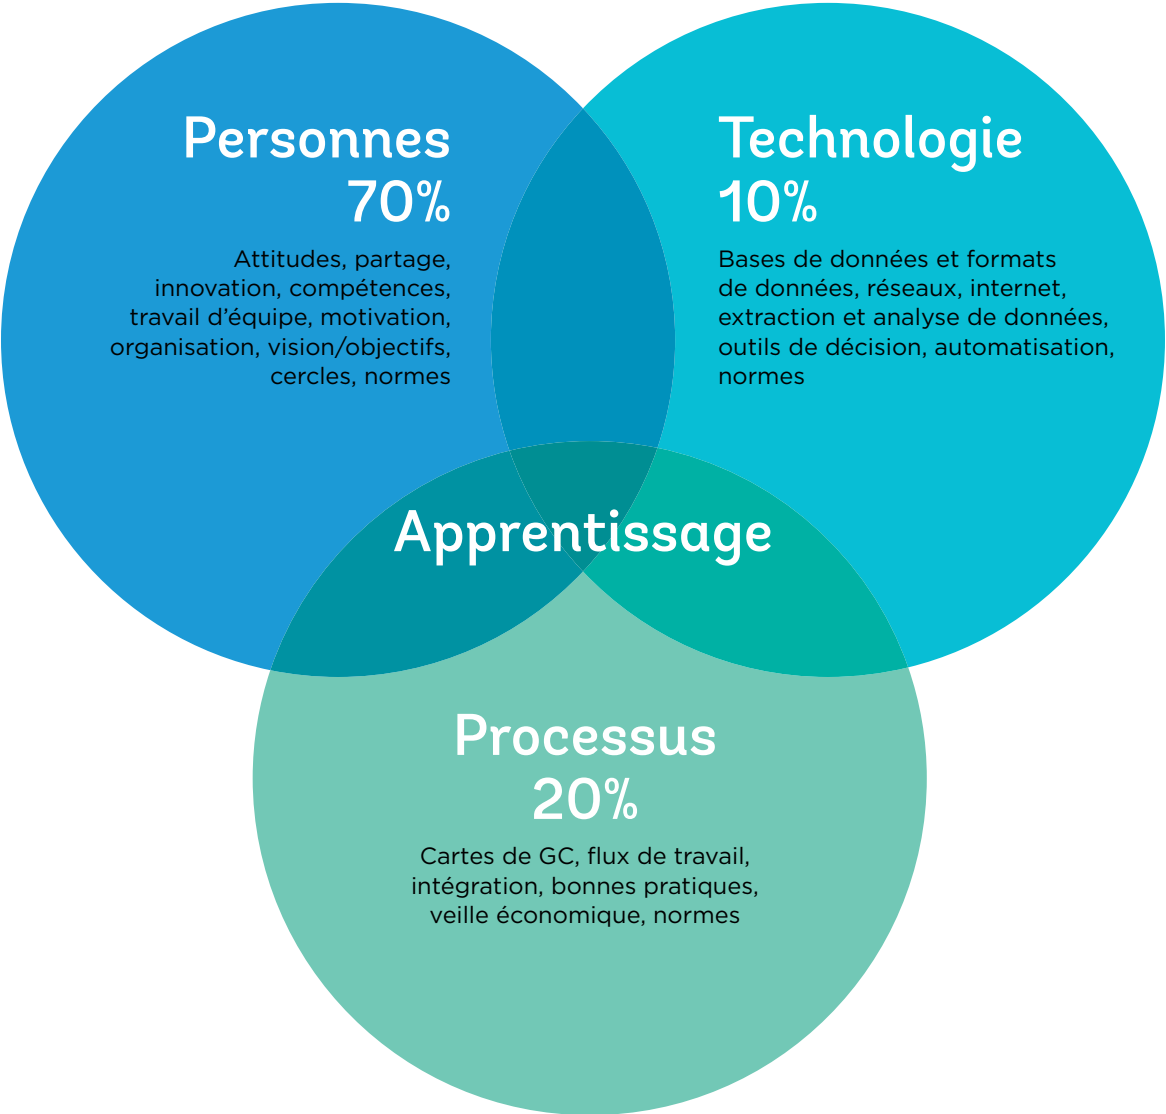 Personnes
70%
Attitudes, partage,
innovation, compétences,
travail d’équipe, motivation,
organisation, vision/objectifs,
cercles, normes
Technologie
10%
Bases de données et formats
de données, réseaux, internet,
extraction et analyse de données,
outils de décision, automatisation,
normes
Apprentissage
Processus
20%
Cartes de GC, flux de travail,
intégration, bonnes pratiques,
veille économique, normes